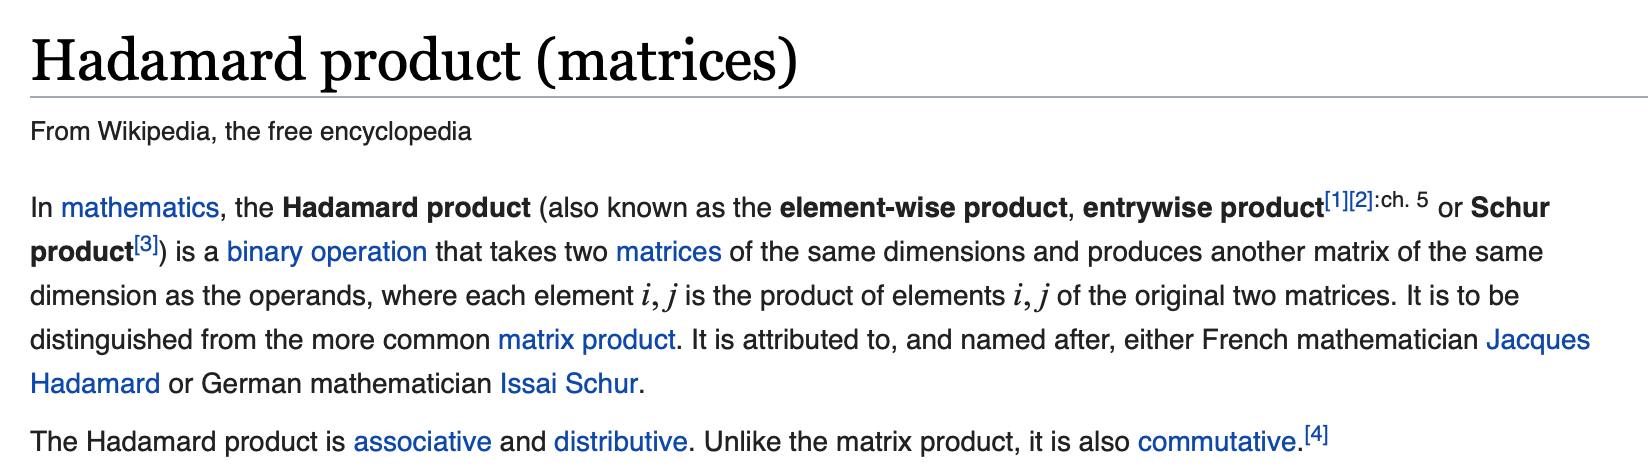 Hadamard product (matrices)
From Wikipedia, the free encyclopedia
In mathematics, the Hadamard product (also known as the element-wise product, entrywise product[1][2]:ch. 5 or Schur
product[3]) is a binary operation that takes two matrices of the same dimensions and produces another matrix of the same
dimension as the operands, where each element i, j is the product of elements i, j of the original two matrices. It is to be
distinguished from the more common matrix product. It is attributed to, and named after, either French mathematician Jacques
Hadamard or German mathematician Issai Schur.
The Hadamard product is associative and distributive. Unlike the matrix product, it is also commutative.[4]